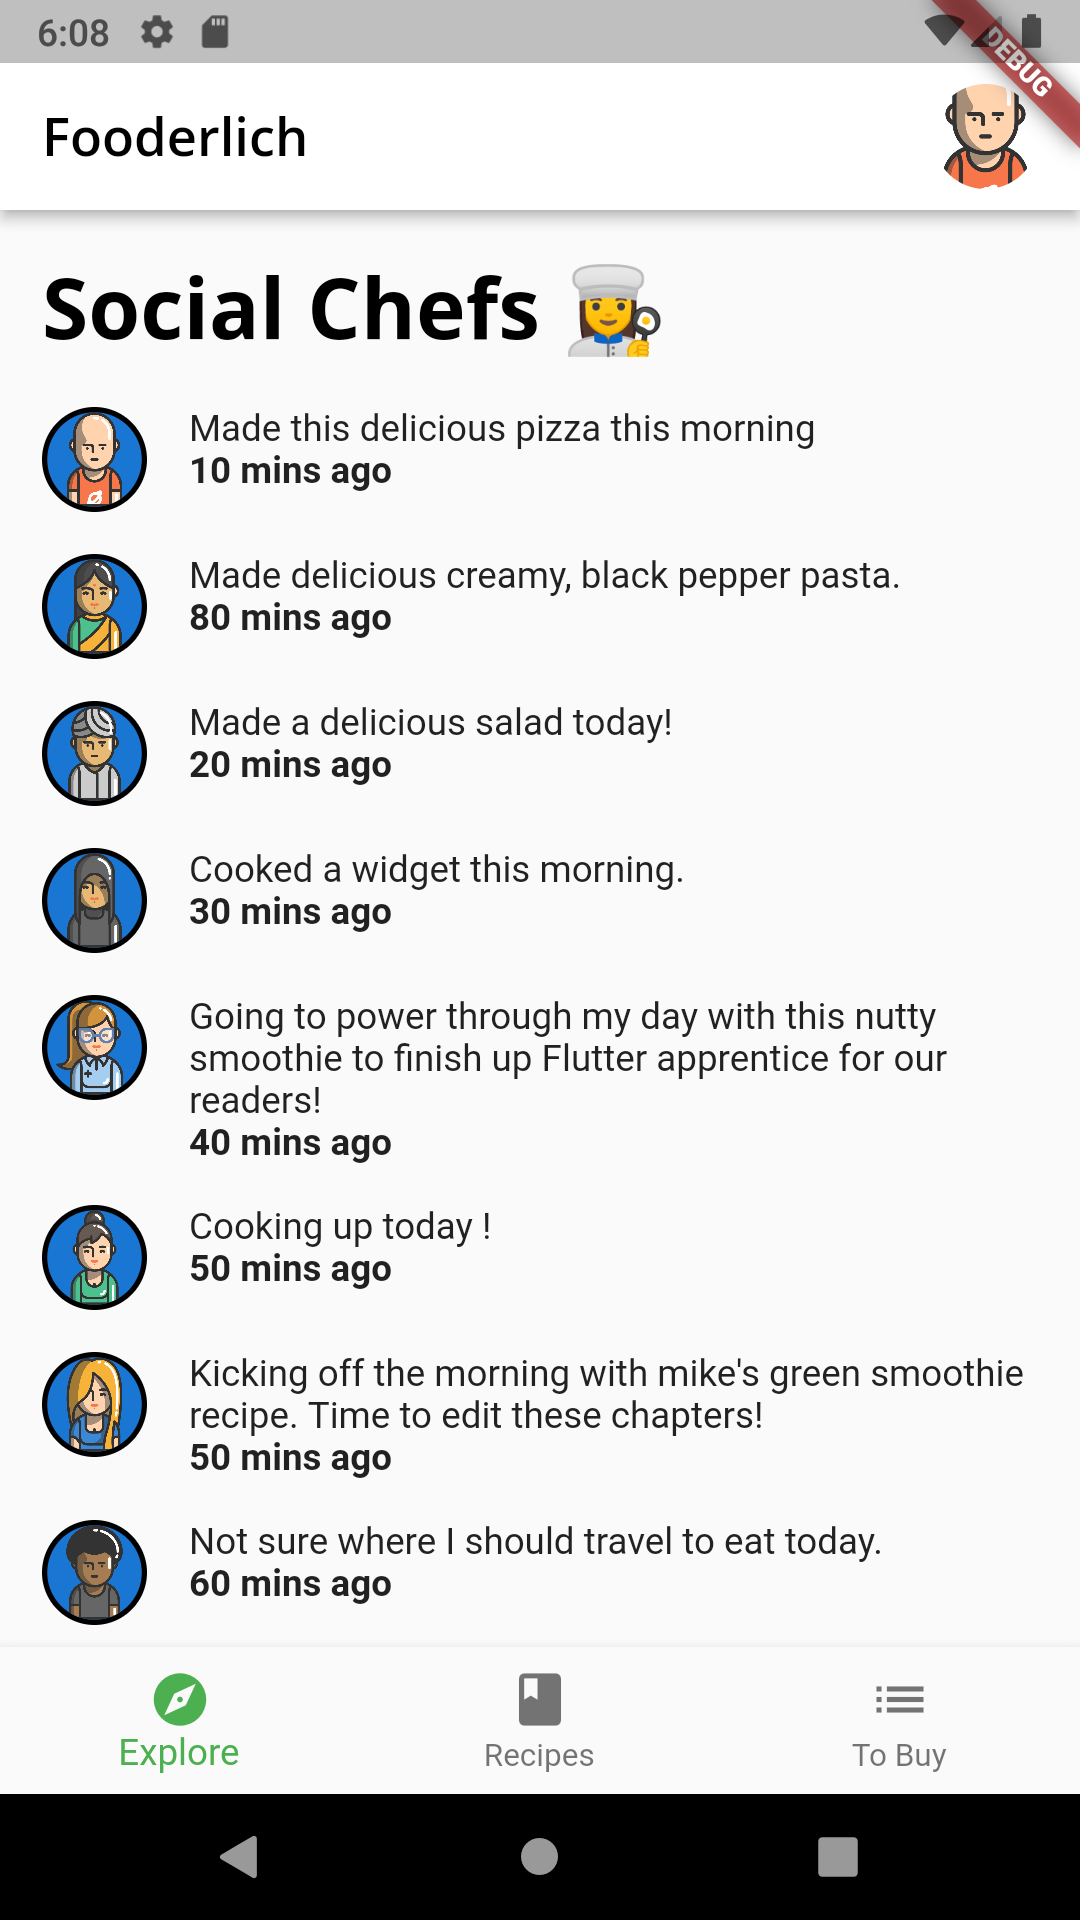 6:08
DEBUG
Fooderlich
Social Chefs 👩‍🍳
Made this delicious pizza this morning
10 mins ago
Made delicious creamy, black pepper pasta.
80 mins ago
Made a delicious salad today!
20 mins ago
Cooked a widget this morning.
30 mins ago
Going to power through my day with this nutty
smoothie to finish up Flutter apprentice for our
readers!
40 mins ago
Cooking up today !
50 mins ago
Kicking off the morning with mike's green smoothie
recipe. Time to edit these chapters!
50 mins ago
Not sure where I should travel to eat today.
60 mins ago
Explore
Recipes
To Buy